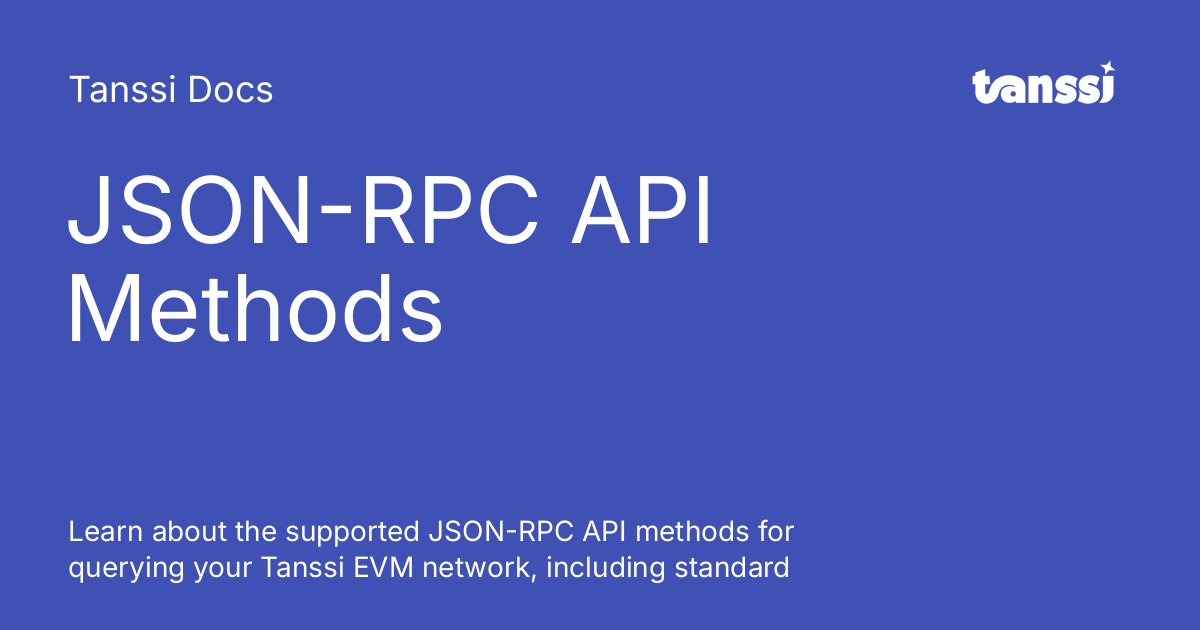 Tanssi Docs
tanssi
JSON-RPC API
Methods
Learn about the supported JSON-RPC API methods for
querying your Tanssi EVM network, including standard